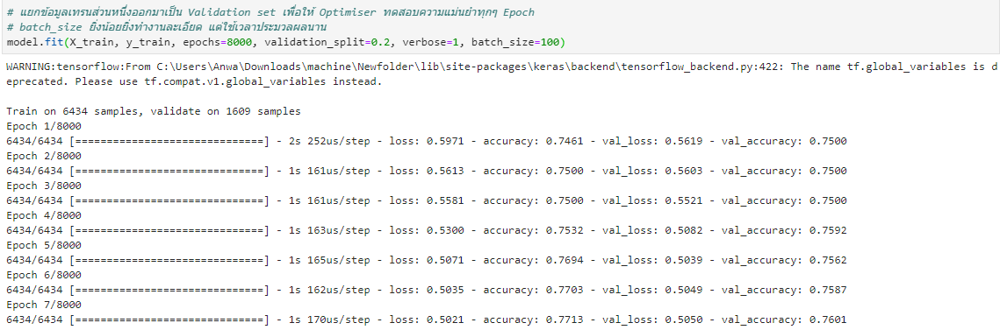 # แยกข้อมูลเทรนส่วนหนึ่งออกมาเป็น Validation set เพื่อให้ Optimiser ทดสอบความแม่นยำทุกๆ Epoch
# batch_size ยิ่งน้อยยิ่งทำงานละเอียด แต่ใช้เวลาประมวลผลนาน
model.fit(X_train, y_train, epochs=8000, validation_split=0.2, verbose=1, batch_size=100)
WARNING:tensorflow:From C:\Users\Anwa\Downloads\machine\Newfolder\lib\site-packages\keras\backend\tensorflow_backend.py:422: The name tf.global_variables is d
eprecated. Please use tf.compat.v1.global_variables instead.
Train on 6434 samples, validate on 1609 samples
Epoch 1/8000
6434/6434 [==============================] - 2s 252us/step - loss: 0.5971 - accuracy: 0.7461 - val_loss: 0.5619 - val_accuracy: 0.7500
Epoch 2/8000
6434/6434 [==============================] - 1s 161us/step - loss: 0.5613 - accuracy: 0.7500 - val_loss: 0.5603 - val_accuracy: 0.7500
Epoch 3/8000
6434/6434 [==============================] - 1s 161us/step - loss: 0.5581 - accuracy: 0.7500 - val_loss: 0.5521 - val_accuracy: 0.7500
Epoch 4/8000
6434/6434 [==============================] - 1s 163us/step - loss: 0.5300 - accuracy: 0.7532 - val_loss: 0.5082 - val_accuracy: 0.7592
Epoch 5/8000
6434/6434 [==============================] - 1s 165us/step - loss: 0.5071 - accuracy: 0.7694 - val_loss: 0.5039 - val_accuracy: 0.7562
Epoch 6/8000
6434/6434 [==============================] - 1s 162us/step - loss: 0.5035 - accuracy: 0.7703 - val_loss: 0.5049 - val_accuracy: 0.7587
Epoch 7/8000
6434/6434 [==============================] - 1s 170us/step - loss: 0.5021 - accuracy: 0.7713 - val_loss: 0.5050 - val_accuracy: 0.7601